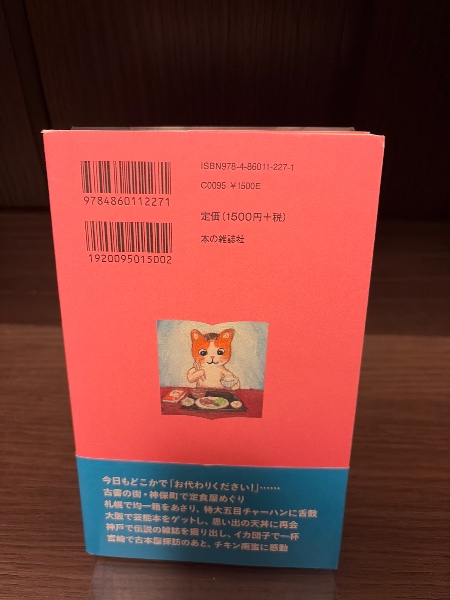 ISBN978-4-86011-227-1
C0095 ¥1500E
定価(1500円+税)
本の雑誌社
9784860112271
1920095015002
今日もどこかで「お代わりください!」……
古書の街・神保町で定食屋めぐり
札幌で均一箱をあさり、特大五目チャーハンに舌鼓
大阪で芸能本をゲットし、思い出の天丼に再会
神戸で伝説の雑誌を掘り出し、イカ団子で一杯
宮崎で古本屋探訪のあと、チキン南蛮に感動